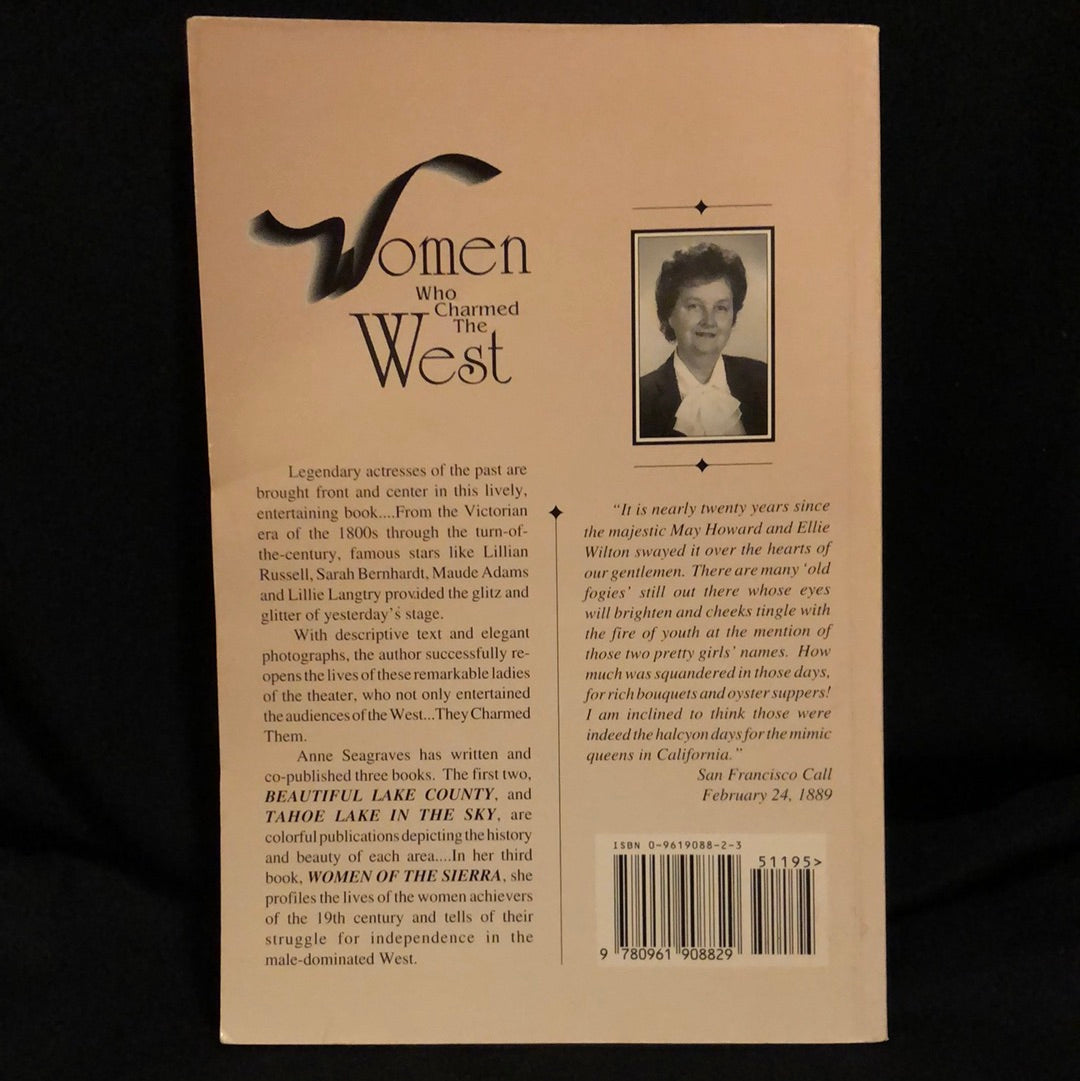 Women
Who
Charmed
The
West
Legendary actresses of the past are
brought front and center in this lively,
entertaining book....From the Victorian
era of the 1800s through the turn-of-
the-century, famous stars like Lillian
Russell, Sarah Bernhardt, Maude Adams
and Lillie Langtry provided the glitz and
glitter of yesterday's stage.
With descriptive text and elegant
photographs, the author successfully re-
opens the lives of these remarkable ladies
of the theater, who not only entertained
the audiences of the West...They Charmed
Them.
Anne Seagraves has written and
co-published three books. The first two,
BEAUTIFUL LAKE COUNTY, and
TAHOE LAKE IN THE SKY, are
colorful publications depicting the history
and beauty of each area....In her third
book, WOMEN OF THE SIERRA, she
profiles the lives of the women achievers
of the 19th century and tells of their
struggle for independence in the
male-dominated West.
"It is nearly twenty years since
the majestic May Howard and Ellie
Wilton swayed it over the hearts of
our gentlemen. There are many 'old
fogies' still out there whose eyes
will brighten and cheeks tingle with
the fire of youth at the mention of
those two pretty girls' names. How
much was squandered in those days,
for rich bouquets and oyster suppers!
I am inclined to think those were
indeed the halcyon days for the mimic
queens in California."
San Francisco Call
February 24, 1889
ISBN 0-9619088-2-3
51195>
9 780961 908829